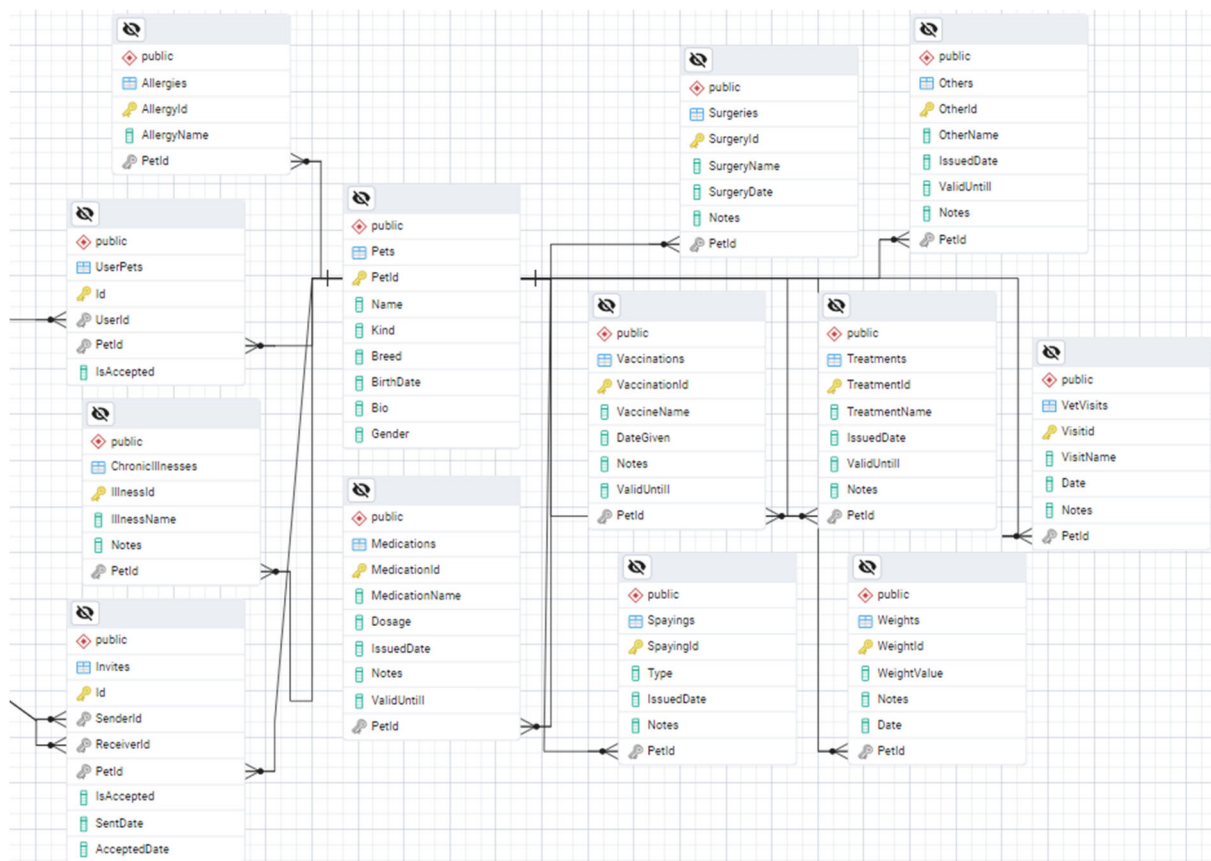 public
Allergies
AllergyId
AllergyName
PetId
public
UserPets
Id
UserId
PetId
IsAccepted
public
ChronicIllnesses
IllnessId
IllnessName
Notes
PetId
public
Invites
Id
SenderId
ReceiverId
PetId
IsAccepted
SentDate
AcceptedDate
public
Pets
PetId
Name
Kind
Breed
BirthDate
Bio
Gender
public
Medications
MedicationId
MedicationName
Dosage
IssuedDate
Notes
ValidUntill
PetId
public
Surgeries
SurgeryId
SurgeryName
SurgeryDate
Notes
PetId
public
Vaccinations
VaccinationId
VaccineName
DateGiven
Notes
ValidUntill
PetId
public
Spayings
SpayingId
Type
IssuedDate
Notes
PetId
public
Others
OtherId
OtherName
IssuedDate
ValidUntill
Notes
PetId
public
Treatments
TreatmentId
TreatmentName
IssuedDate
ValidUntill
Notes
PetId
public
Weights
WeightId
WeightValue
Notes
Date
PetId
public
VetVisits
Visitid
VisitName
Date
Notes
PetId